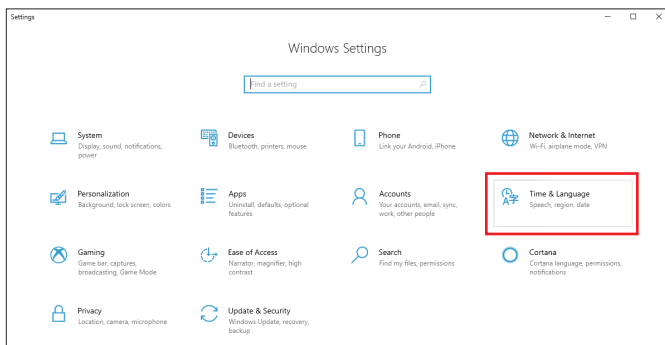 Settings
Windows Settings
Find a setting
System
Display, sound, notifications,
power
Devices
Bluetooth, printers, mouse
Phone
Link your Android, iPhone
Network & Internet
Wi-Fi, airplane mode, VPN
Personalization
Background, lock screen, colors
Apps
Uninstall, defaults, optional
features
Accounts
Your accounts, email, sync,
work, other people
Time & Language
Speech, region, date
Gaming
Game bar, captures,
broadcasting, Game Mode
Ease of Access
Narrator, magnifier, high
contrast
Search
Find my files, permissions
Cortana
Cortana language, permissions,
notifications
Privacy
Location, camera, microphone
Update & Security
Windows Update, recovery,
backup